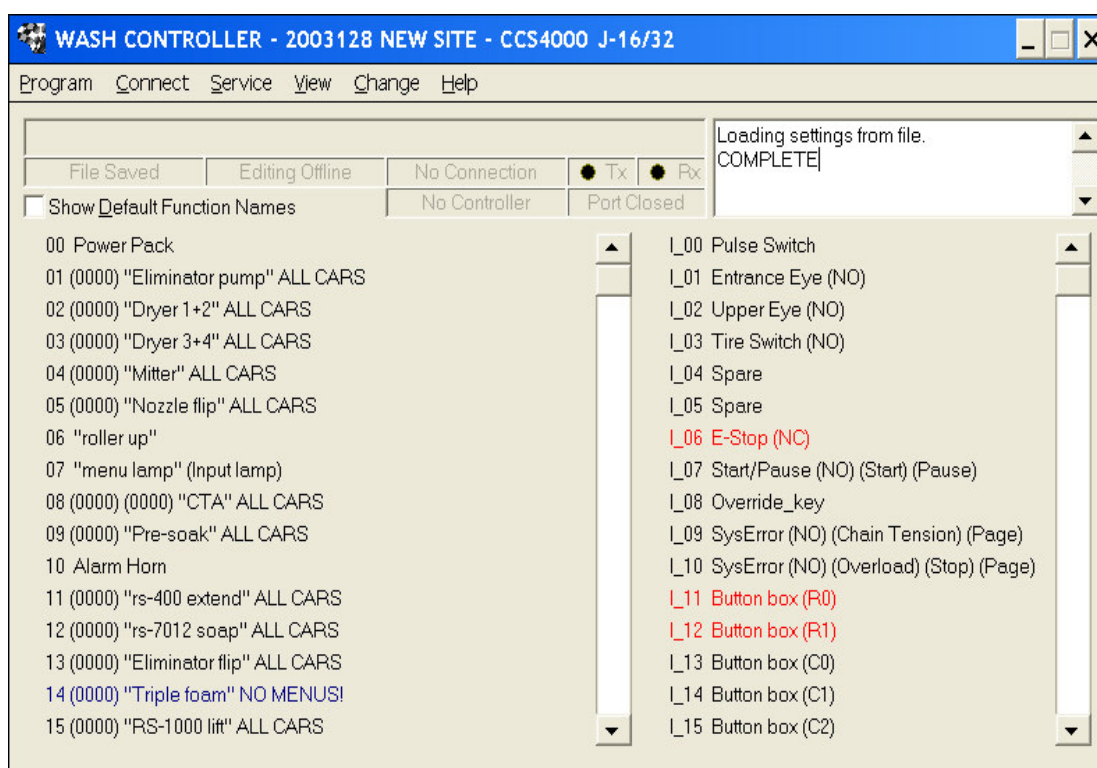 WASH CONTROLLER - 2003128 NEW SITE - CCS4000 J-16/32
Program Connect Service View Change Help
Loading settings from file.
COMPLETE
File Saved Editing Offline No Connection Tx Rx
Show Default Function Names No Controller Port Closed
00 Power Pack
01 (0000) "Eliminator pump" ALL CARS
02 (0000) "Dryer 1+2" ALL CARS
03 (0000) "Dryer 3+4" ALL CARS
04 (0000) "Mitter" ALL CARS
05 (0000) "Nozzle flip" ALL CARS
06 "roller up"
07 "menu lamp" (Input lamp)
08 (0000) (0000) "CTA" ALL CARS
09 (0000) "Pre-soak" ALL CARS
10 Alarm Horn
11 (0000) "rs-400 extend" ALL CARS
12 (0000) "rs-7012 soap" ALL CARS
13 (0000) "Eliminator flip" ALL CARS
14 (0000) "Triple foam" NO MENUS!
15 (0000) "RS-1000 lift" ALL CARS
I_00 Pulse Switch
I_01 Entrance Eye (NO)
I_02 Upper Eye (NO)
I_03 Tire Switch (NO)
I_04 Spare
I_05 Spare
I_06 E-Stop (NC)
I_07 Start/Pause (NO) (Start) (Pause)
I_08 Override_key
I_09 SysError (NO) (Chain Tension) (Page)
I_10 SysError (NO) (Overload) (Stop) (Page)
I_11 Button box (R0)
I_12 Button box (R1)
I_13 Button box (C0)
I_14 Button box (C1)
I_15 Button box (C2)